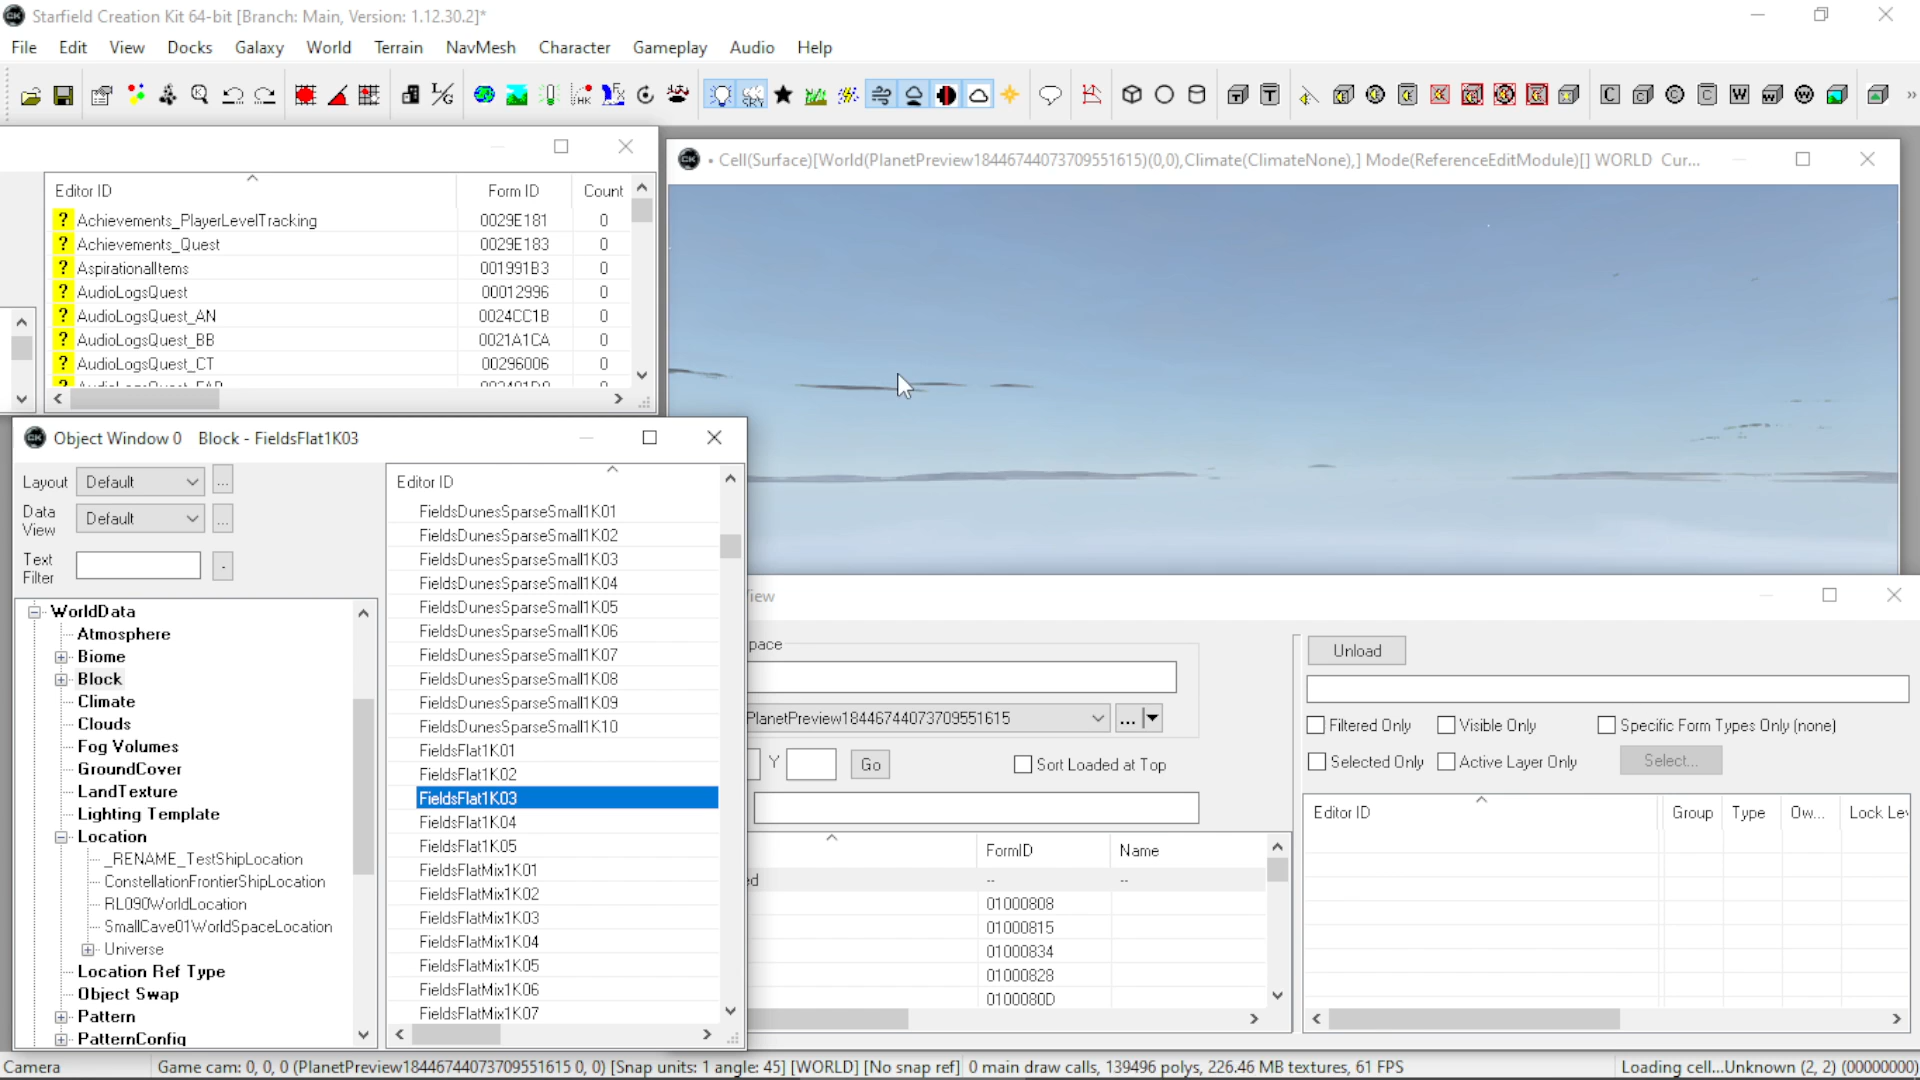 Starfield Creation Kit 64-bit [Branch: Main, Version: 1.12.30.2]*
File Edit View Docks Galaxy World Terrain NavMesh Character Gameplay Audio Help
Cell(Surface)[World(PlanetPreview18446744073709551615)(0,0),Climate(ClimateNone),] Mode(ReferenceEditModule)[] WORLD Cur...
Editor ID Form ID Count
? Achievements_PlayerLevelTracking 0029E181 0
? Achievements_Quest 0029E183 0
? AspirationalItems 001991B3 0
? AudioLogsQuest 00012996 0
? AudioLogsQuest_AN 0024CC1B 0
? AudioLogsQuest_BB 0021A1CA 0
? AudioLogsQuest_CT 00296006 0
Object Window 0 Block - FieldsFlat1K03
Layout Default ...
Data View Default ...
Text Filter -
WorldData
Atmosphere
Biome
Block
Climate
Clouds
Fog Volumes
GroundCover
LandTexture
Lighting Template
Location
_RENAME_TestShipLocation
ConstellationFrontierShipLocation
RL090WorldLocation
SmallCave01WorldSpaceLocation
Universe
Location Ref Type
Object Swap
Pattern
PatternConfig
Editor ID
FieldsDunesSparseSmall1K01
FieldsDunesSparseSmall1K02
FieldsDunesSparseSmall1K03
FieldsDunesSparseSmall1K04
FieldsDunesSparseSmall1K05
FieldsDunesSparseSmall1K06
FieldsDunesSparseSmall1K07
FieldsDunesSparseSmall1K08
FieldsDunesSparseSmall1K09
FieldsDunesSparseSmall1K10
FieldsFlat1K01
FieldsFlat1K02
FieldsFlat1K03
FieldsFlat1K04
FieldsFlat1K05
FieldsFlatMix1K01
FieldsFlatMix1K02
FieldsFlatMix1K03
FieldsFlatMix1K04
FieldsFlatMix1K05
FieldsFlatMix1K06
FieldsFlatMix1K07
iew
pace
PlanetPreview18446744073709551615 ...
Y Go Sort Loaded at Top
FormID Name
ed -- --
01000808
01000815
01000834
01000828
0100080D
Unload
Filtered Only Visible Only Specific Form Types Only (none)
Selected Only Active Layer Only Select...
Editor ID Group Type Ow... Lock Lev
Camera Game cam: 0, 0, 0 (PlanetPreview18446744073709551615 0, 0) [Snap units: 1 angle: 45] [WORLD] [No snap ref] 0 main draw calls, 139496 polys, 226.46 MB textures, 61 FPS Loading cell...Unknown (2, 2) (00000000)